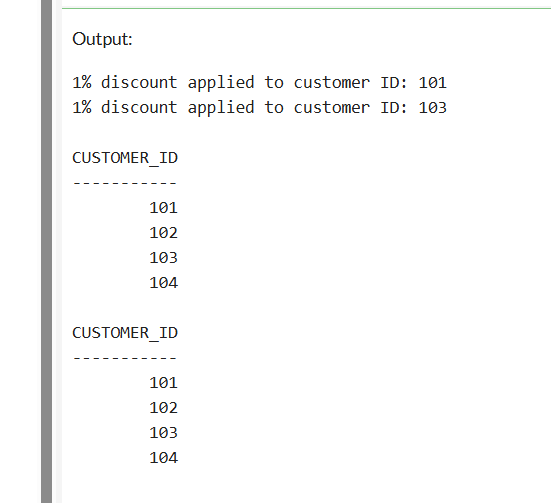 Output:
1% discount applied to customer ID: 101
1% discount applied to customer ID: 103
CUSTOMER_ID
-----------
101
102
103
104
CUSTOMER_ID
-----------
101
102
103
104